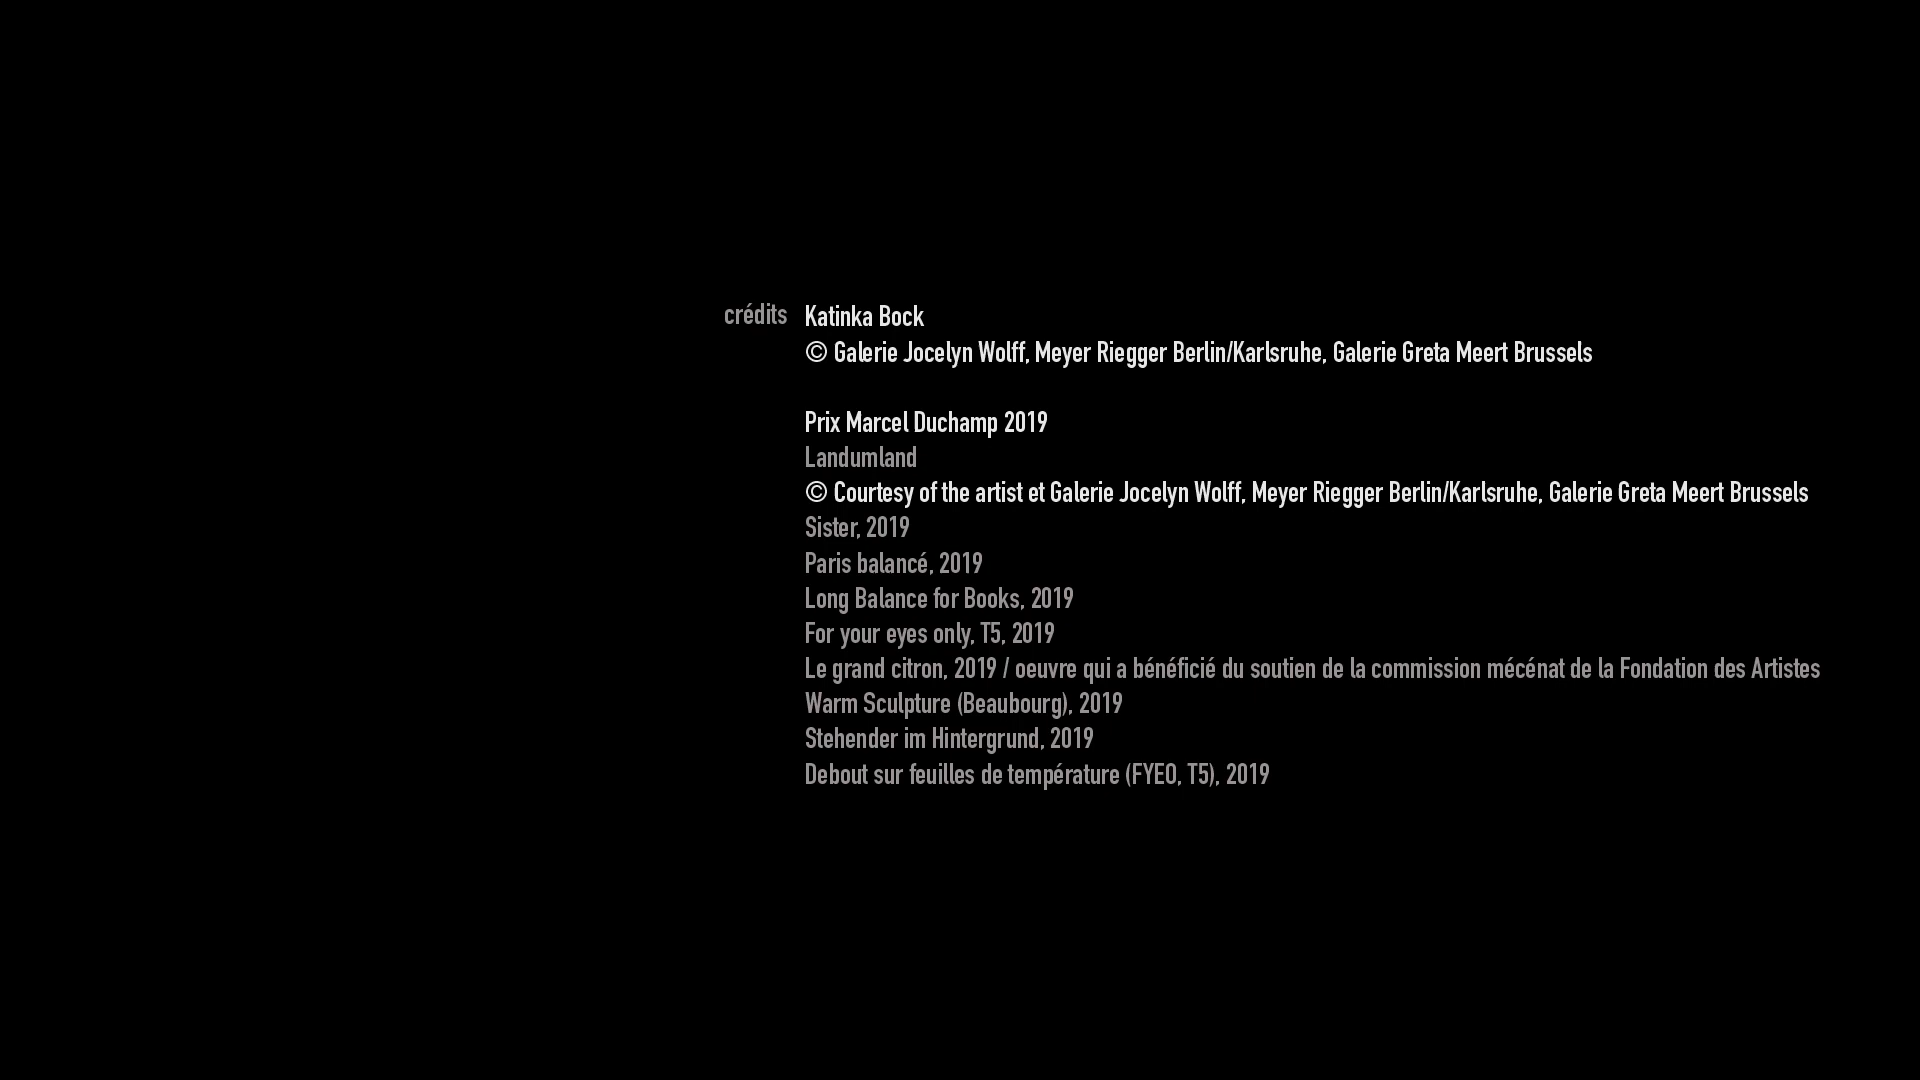 crédits Katinka Bock
© Galerie Jocelyn Wolff, Meyer Riegger Berlin/Karlsruhe, Galerie Greta Meert Brussels
Prix Marcel Duchamp 2019
Landumland
© Courtesy of the artist et Galerie Jocelyn Wolff, Meyer Riegger Berlin/Karlsruhe, Galerie Greta Meert Brussels
Sister, 2019
Paris balancé, 2019
Long Balance for Books, 2019
For your eyes only, T5, 2019
Le grand citron, 2019 / oeuvre qui a bénéficié du soutien de la commission mécénat de la Fondation des Artistes
Warm Sculpture (Beaubourg), 2019
Stehender im Hintergrund, 2019
Debout sur feuilles de température (FYEO, T5), 2019